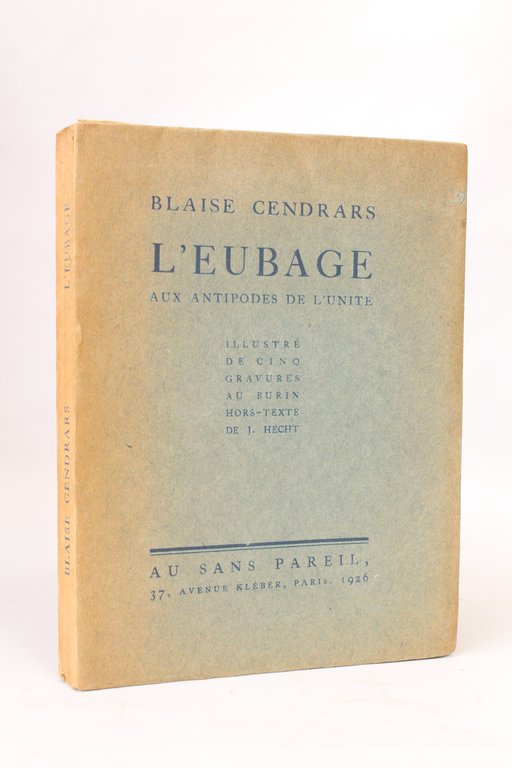 BLAISE CENDRARS
L'EUBAGE
AUX ANTIPODES DE L'UNITÉ
ILLUSTRÉ
DE CINQ
GRAVURES
AU BURIN
HORS-TEXTE
DE J. HECHT
AU SANS PAREIL,
37, AVENUE KLÉBER, PARIS. 1926
BLAISE CENDRARS L'EUBAGE